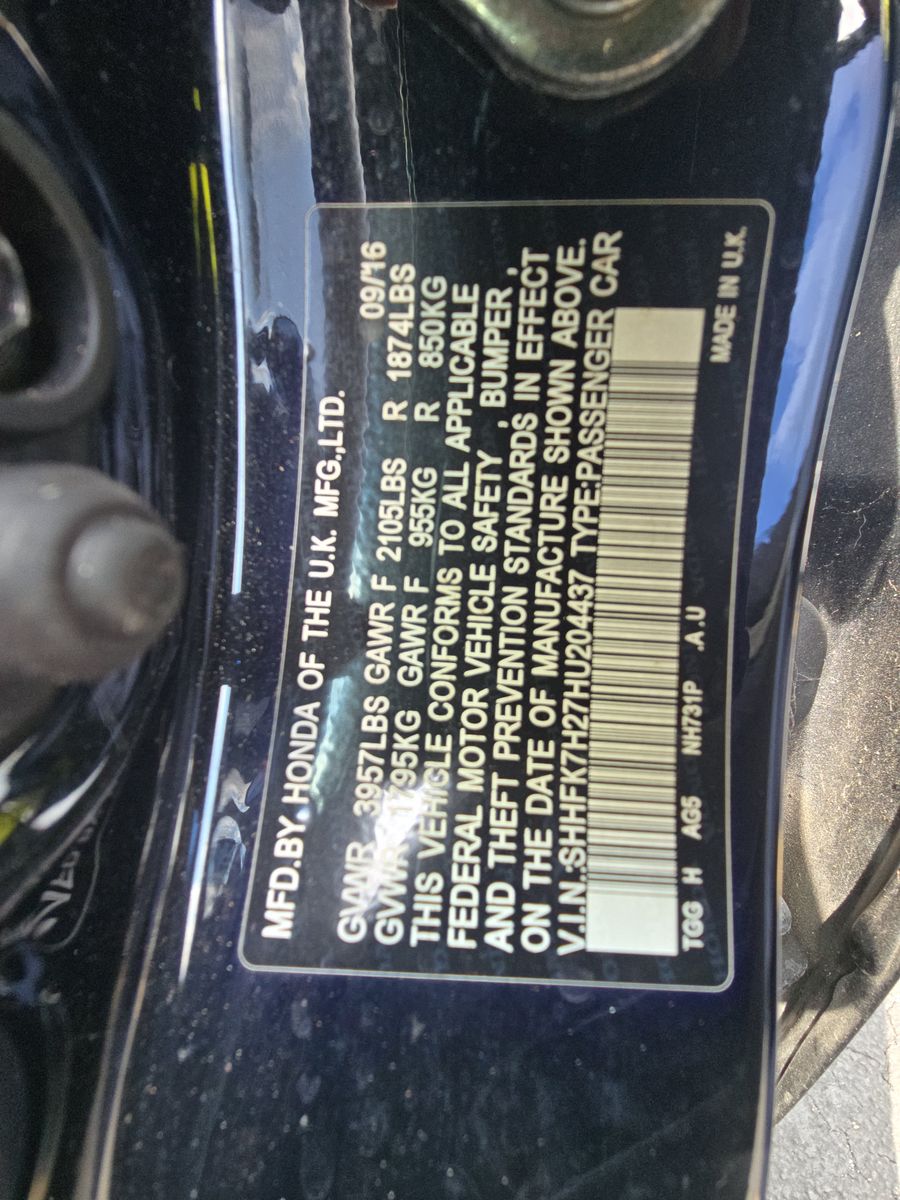 MFD.BY. HONDA OF THE U.K. MFG.,LTD. 09/16
GVWR 3957LBS GAWR F 2105LBS R 1874LBS
GVWR 1795KG GAWR F 955KG R 850KG
THIS VEHICLE CONFORMS TO ALL APPLICABLE
FEDERAL MOTOR VEHICLE SAFETY , BUMPER ,
AND THEFT PREVENTION STANDARDS IN EFFECT
ON THE DATE OF MANUFACTURE SHOWN ABOVE.
V.I.N.:SHHFK7H27HU204437 TYPE:PASSENGER CAR
TGG H AG5 NH731P .A.U MADE IN U.K.